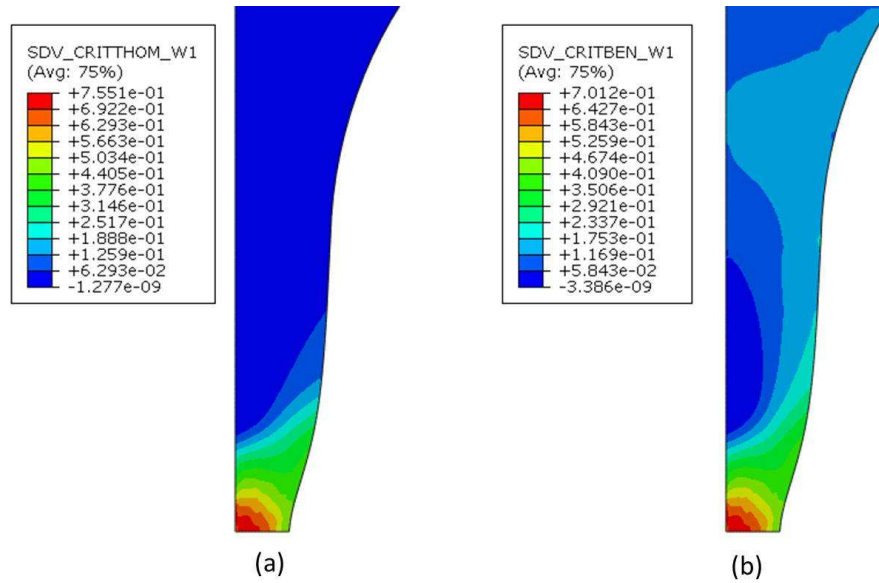 SDV_CRITTHOM_W1
(Avg: 75%)
+7.551e-01
+6.922e-01
+6.293e-01
+5.663e-01
+5.034e-01
+4.405e-01
+3.776e-01
+3.146e-01
+2.517e-01
+1.888e-01
+1.259e-01
+6.293e-02
-1.277e-09
(a)
SDV_CRITBEN_W1
(Avg: 75%)
+7.012e-01
+6.427e-01
+5.843e-01
+5.259e-01
+4.674e-01
+4.090e-01
+3.506e-01
+2.921e-01
+2.337e-01
+1.753e-01
+1.169e-01
+5.843e-02
-3.386e-09
(b)